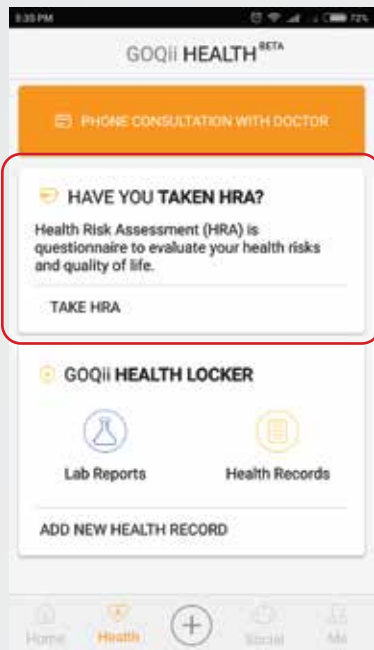 8:35 PM 72%
GOQii HEALTH BETA
PHONE CONSULTATION WITH DOCTOR
HAVE YOU TAKEN HRA?
Health Risk Assessment (HRA) is
questionnaire to evaluate your health risks
and quality of life.
TAKE HRA
GOQii HEALTH LOCKER
Lab Reports Health Records
ADD NEW HEALTH RECORD
Home Health Social Me